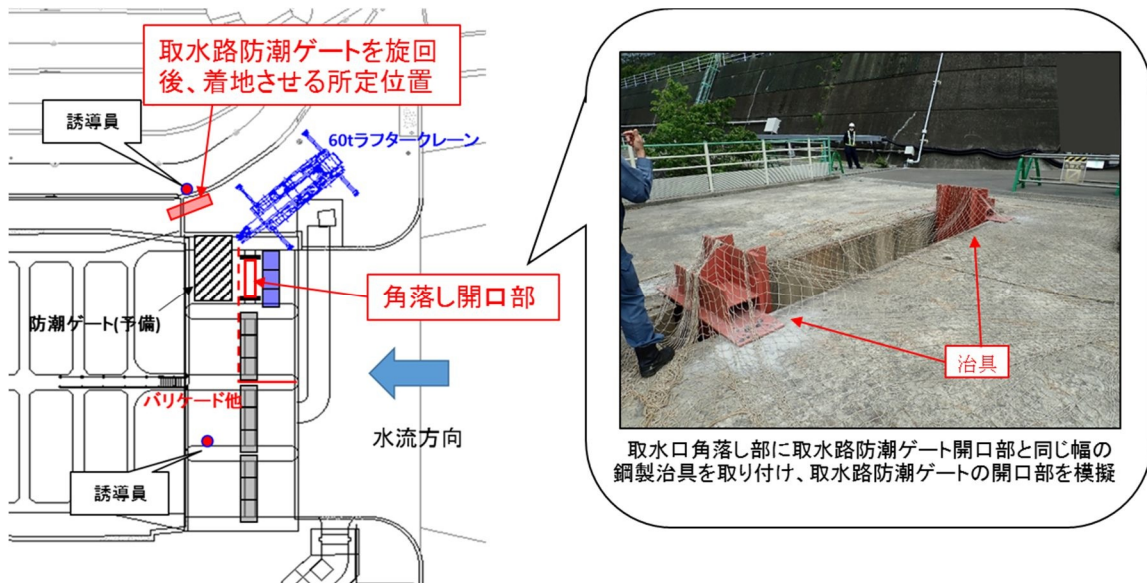 取水路防潮ゲートを旋回
後、着地させる所定位置
誘導員
60tラフタークレーン
角落し開口部
防潮ゲート(予備)
バリケード他
水流方向
誘導員
治具
取水口角落し部に取水路防潮ゲート開口部と同じ幅の
鋼製治具を取り付け、取水路防潮ゲートの開口部を模擬